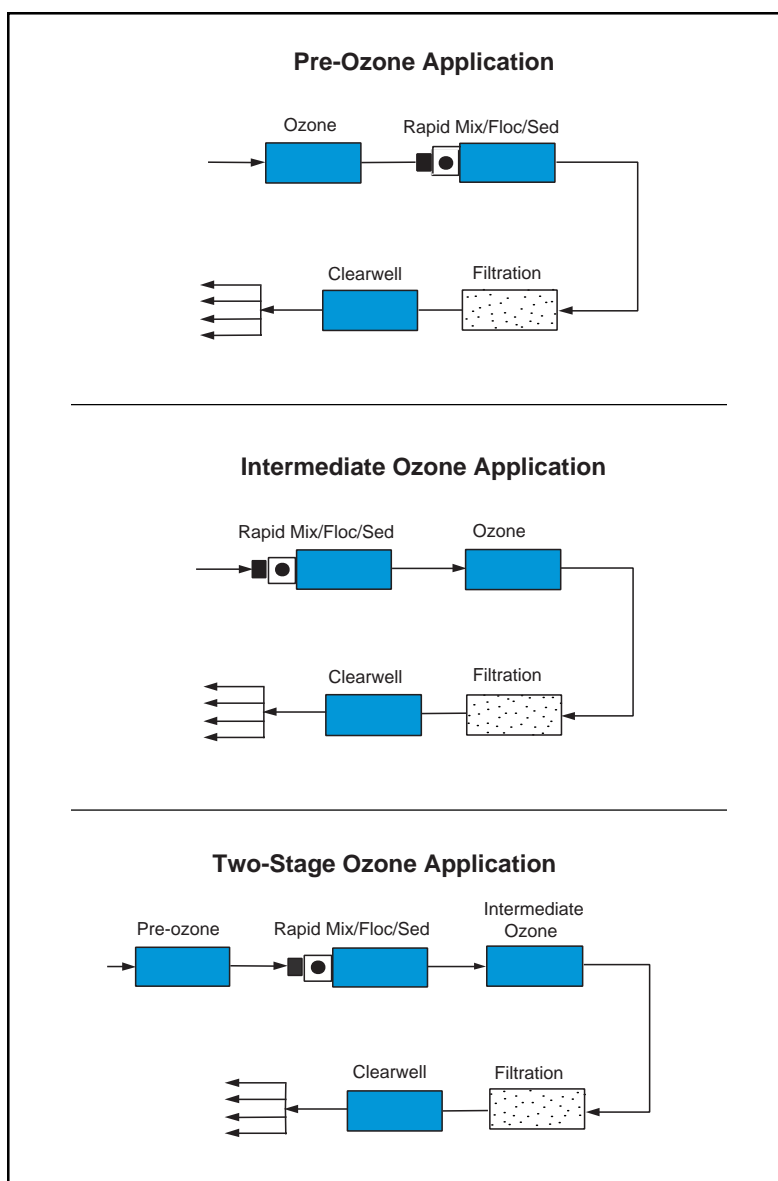 Pre-Ozone Application
Ozone
Rapid Mix/Floc/Sed
Clearwell
Filtration
Intermediate Ozone Application
Rapid Mix/Floc/Sed
Ozone
Clearwell
Filtration
Two-Stage Ozone Application
Pre-ozone
Rapid Mix/Floc/Sed
Intermediate
Ozone
Clearwell
Filtration